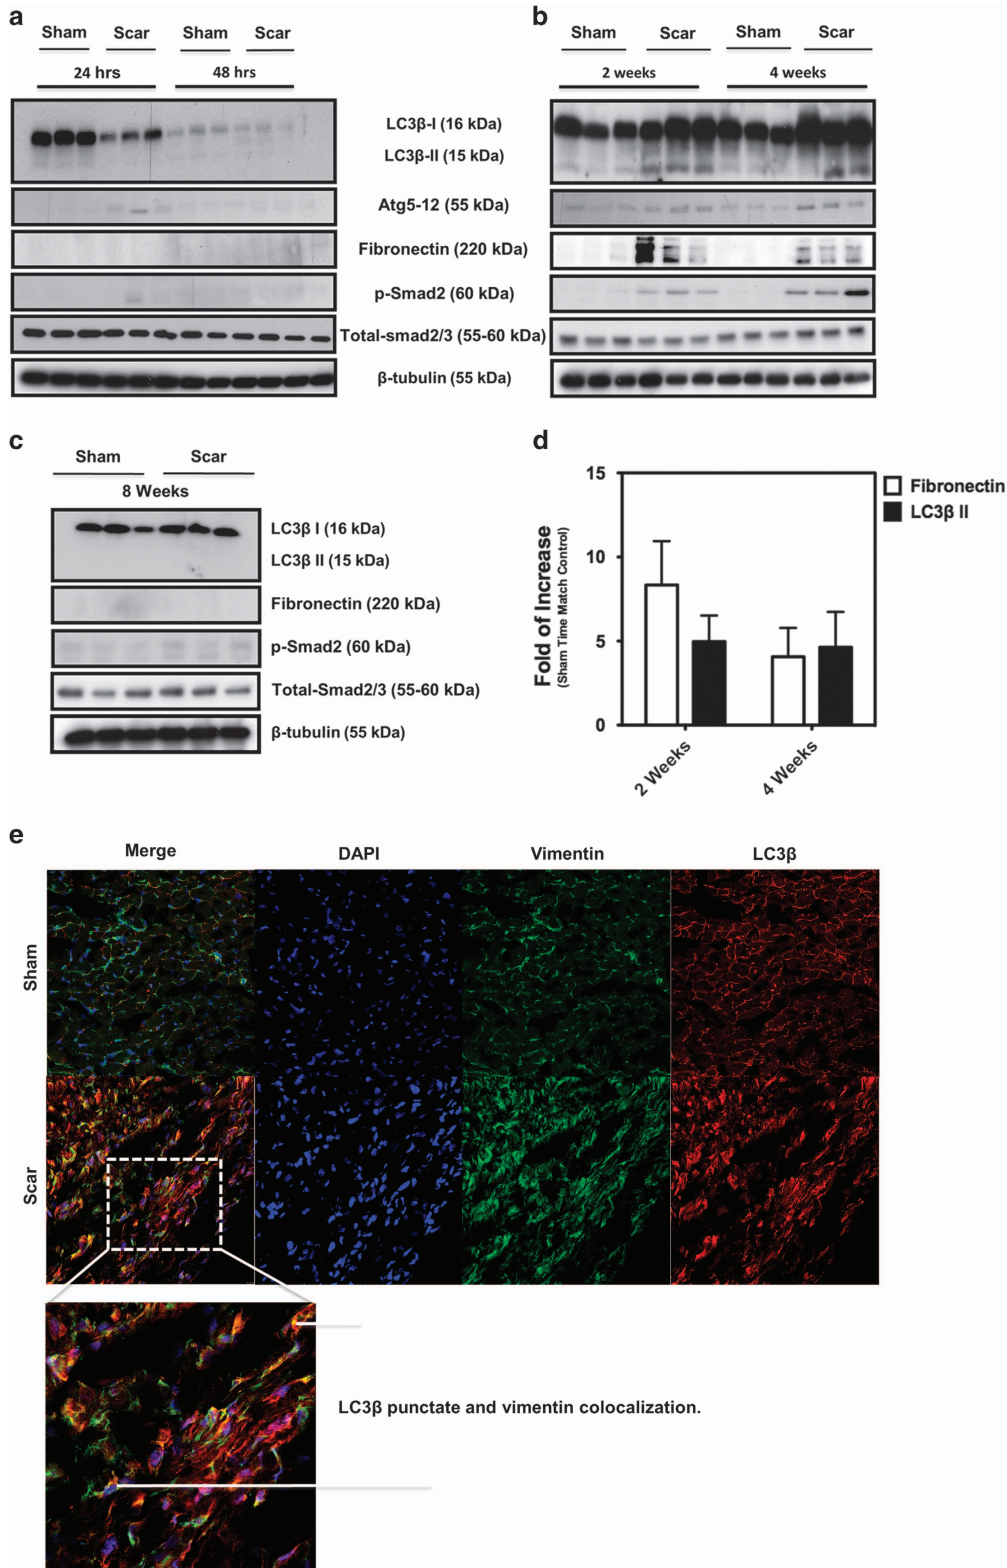 a
Sham Scar Sham Scar
24 hrs 48 hrs
b
Sham Scar Sham Scar
2 weeks 4 weeks
LC3β-I (16 kDa)
LC3β-II (15 kDa)
Atg5-12 (55 kDa)
Fibronectin (220 kDa)
p-Smad2 (60 kDa)
Total-smad2/3 (55-60 kDa)
β-tubulin (55 kDa)
c
Sham Scar
8 Weeks
LC3β I (16 kDa)
LC3β II (15 kDa)
Fibronectin (220 kDa)
p-Smad2 (60 kDa)
Total-Smad2/3 (55-60 kDa)
β-tubulin (55 kDa)
d
Fold of Increase
(Sham Time Match Control)
15
10
5
0
2 Weeks
4 Weeks
Fibronectin
LC3β II
e
Merge DAPI Vimentin LC3β
Sham
Scar
LC3β punctate and vimentin colocalization.